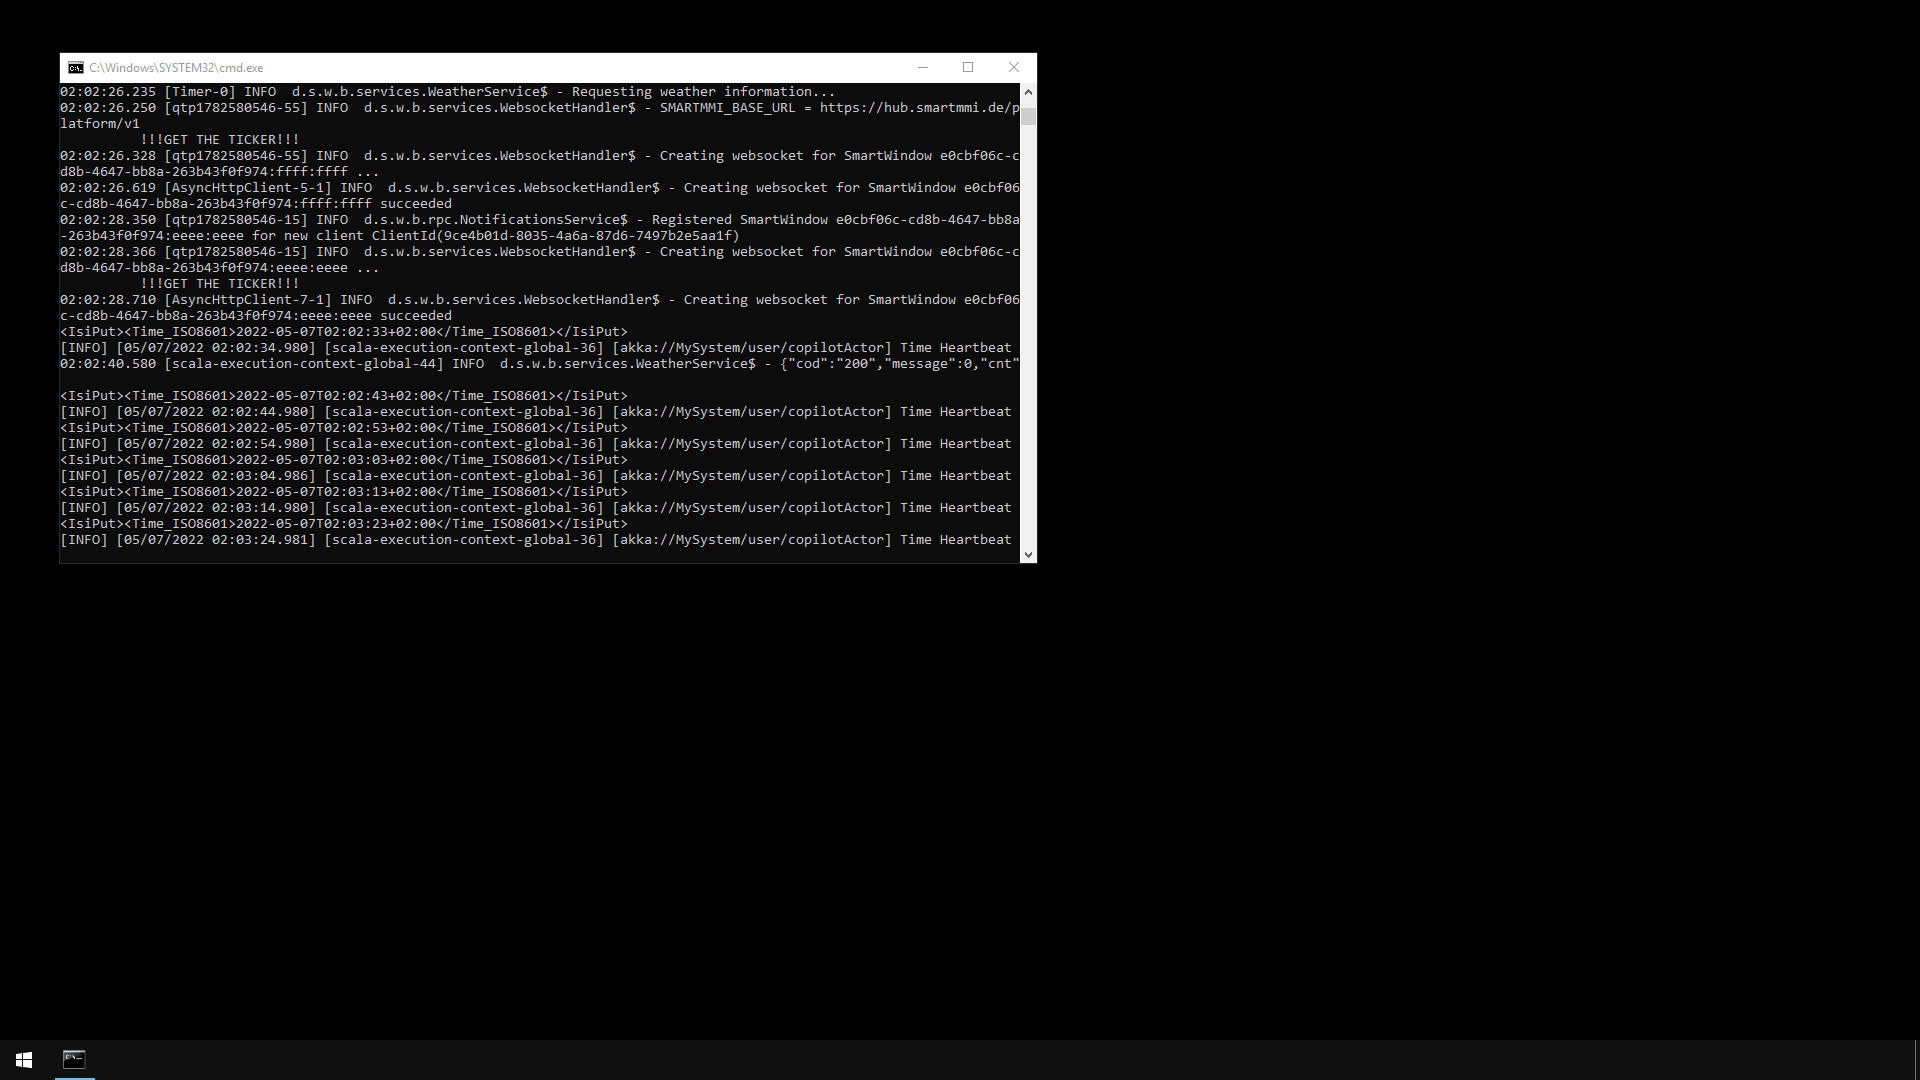 C:\Windows\SYSTEM32\cmd.exe
02:02:26.235 [Timer-0] INFO  d.s.w.b.services.WeatherService$ - Requesting weather information...
02:02:26.250 [qtp1782580546-55] INFO  d.s.w.b.services.WebsocketHandler$ - SMARTMMI_BASE_URL = https://hub.smartmmi.de/p
latform/v1
!!!GET THE TICKER!!!
02:02:26.328 [qtp1782580546-55] INFO  d.s.w.b.services.WebsocketHandler$ - Creating websocket for SmartWindow e0cbf06c-c
d8b-4647-bb8a-263b43f0f974:ffff:ffff ...
02:02:26.619 [AsyncHttpClient-5-1] INFO  d.s.w.b.services.WebsocketHandler$ - Creating websocket for SmartWindow e0cbf06
c-cd8b-4647-bb8a-263b43f0f974:ffff:ffff succeeded
02:02:28.350 [qtp1782580546-15] INFO  d.s.w.b.rpc.NotificationsService$ - Registered SmartWindow e0cbf06c-cd8b-4647-bb8a
-263b43f0f974:eeee:eeee for new client ClientId(9ce4b01d-8035-4a6a-87d6-7497b2e5aa1f)
02:02:28.366 [qtp1782580546-15] INFO  d.s.w.b.services.WebsocketHandler$ - Creating websocket for SmartWindow e0cbf06c-c
d8b-4647-bb8a-263b43f0f974:eeee:eeee ...
!!!GET THE TICKER!!!
02:02:28.710 [AsyncHttpClient-7-1] INFO  d.s.w.b.services.WebsocketHandler$ - Creating websocket for SmartWindow e0cbf06
c-cd8b-4647-bb8a-263b43f0f974:eeee:eeee succeeded
<IsiPut><Time_ISO8601>2022-05-07T02:02:33+02:00</Time_ISO8601></IsiPut>
[INFO] [05/07/2022 02:02:34.980] [scala-execution-context-global-36] [akka://MySystem/user/copilotActor] Time Heartbeat
02:02:40.580 [scala-execution-context-global-44] INFO  d.s.w.b.services.WeatherService$ - {"cod":"200","message":0,"cnt"
<IsiPut><Time_ISO8601>2022-05-07T02:02:43+02:00</Time_ISO8601></IsiPut>
[INFO] [05/07/2022 02:02:44.980] [scala-execution-context-global-36] [akka://MySystem/user/copilotActor] Time Heartbeat
<IsiPut><Time_ISO8601>2022-05-07T02:02:53+02:00</Time_ISO8601></IsiPut>
[INFO] [05/07/2022 02:02:54.980] [scala-execution-context-global-36] [akka://MySystem/user/copilotActor] Time Heartbeat
<IsiPut><Time_ISO8601>2022-05-07T02:03:03+02:00</Time_ISO8601></IsiPut>
[INFO] [05/07/2022 02:03:04.986] [scala-execution-context-global-36] [akka://MySystem/user/copilotActor] Time Heartbeat
<IsiPut><Time_ISO8601>2022-05-07T02:03:13+02:00</Time_ISO8601></IsiPut>
[INFO] [05/07/2022 02:03:14.980] [scala-execution-context-global-36] [akka://MySystem/user/copilotActor] Time Heartbeat
<IsiPut><Time_ISO8601>2022-05-07T02:03:23+02:00</Time_ISO8601></IsiPut>
[INFO] [05/07/2022 02:03:24.981] [scala-execution-context-global-36] [akka://MySystem/user/copilotActor] Time Heartbeat